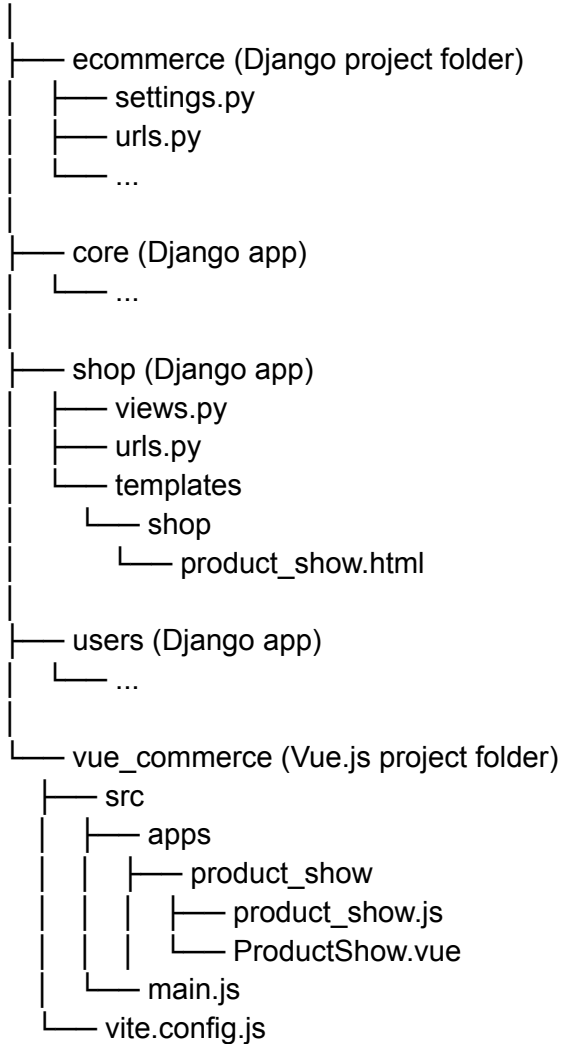 ecommerce (Django project folder)
settings.py
urls.py
...
core (Django app)
...
shop (Django app)
views.py
urls.py
templates
shop
product_show.html
users (Django app)
...
vue_commerce (Vue.js project folder)
src
apps
product_show
product_show.js
ProductShow.vue
main.js
vite.config.js